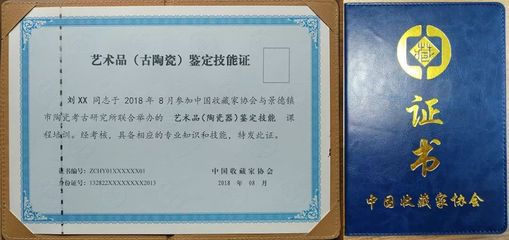 艺术品（古陶瓷）鉴定技能证
刘XX 同志于 2018 年 8 月参加中国收藏家协会与景德镇
市陶瓷考古研究所联合举办的 艺术品(陶瓷器)鉴定技能 课
程培训。经考核，具备相应的专业知识和技能，特发此证。
证书编号：ZCHY01XXXXXX01
身份证号：132822XXXXXXXX2013
中国收藏家协会
2018 年 08 月
证书
中国收藏家协会